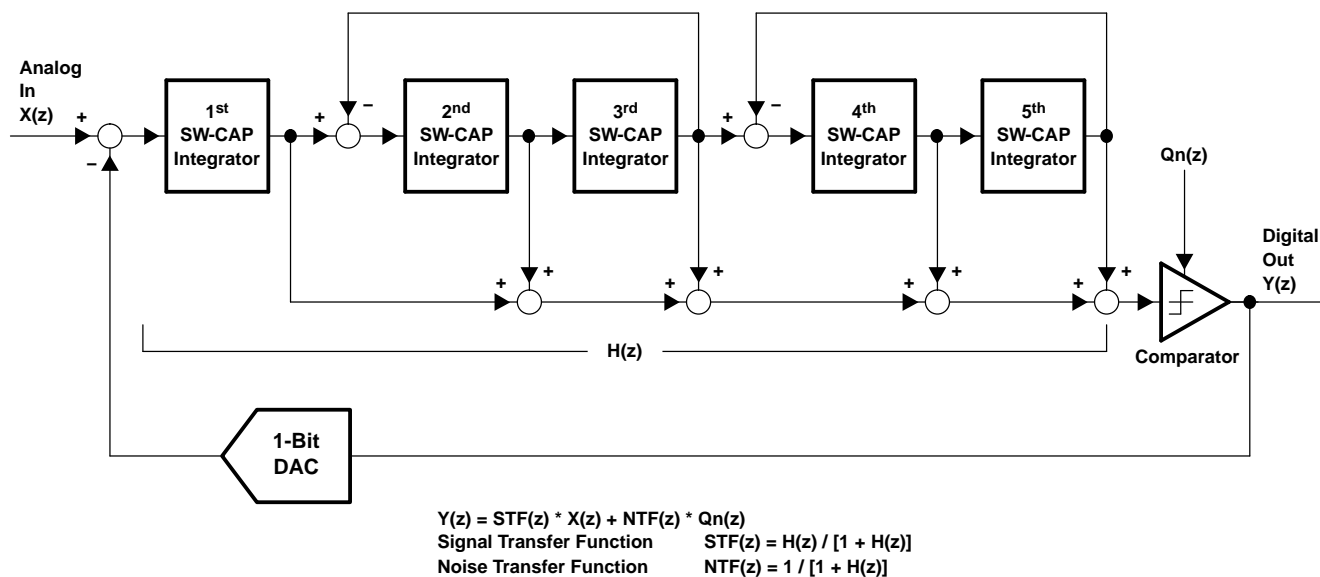 Analog
In
X(z)
+
−
1st
SW-CAP
Integrator
+
−
2nd
SW-CAP
Integrator
3rd
SW-CAP
Integrator
+
−
4th
SW-CAP
Integrator
5th
SW-CAP
Integrator
Qn(z)
Digital
Out
Y(z)
+
+
+
+
+
+
+
+
Comparator
H(z)
1-Bit
DAC
Y(z) = STF(z) * X(z) + NTF(z) * Qn(z)
Signal Transfer Function STF(z) = H(z) / [1 + H(z)]
Noise Transfer Function NTF(z) = 1 / [1 + H(z)]